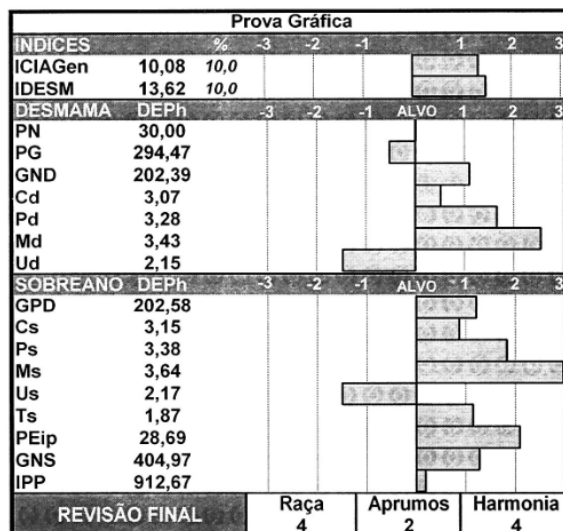 Prova Gráfica
INDICES % -3 -2 -1 1 2 3
ICIAGen 10,08 10,0
IDESM 13,62 10,0
DESMAMA DEPh -3 -2 -1 ALVO 1 2 3
PN 30,00
PG 294,47
GND 202,39
Cd 3,07
Pd 3,28
Md 3,43
Ud 2,15
SOBREANO DEPh -3 -2 -1 ALVO 1 2 3
GPD 202,58
Cs 3,15
Ps 3,38
Ms 3,64
Us 2,17
Ts 1,87
PEip 28,69
GNS 404,97
IPP 912,67
REVISÃO FINAL Raça Aprumos Harmonia
4 2 4